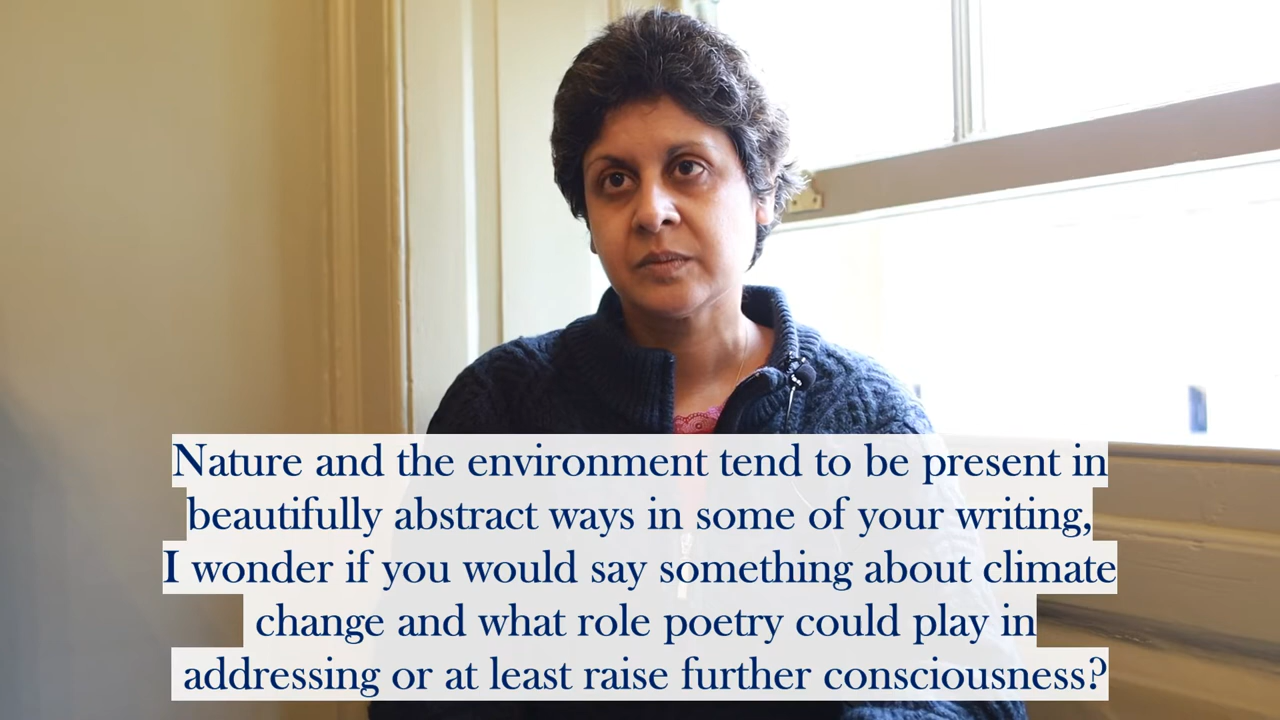 Nature and the environment tend to be present in
beautifully abstract ways in some of your writing,
I wonder if you would say something about climate
change and what role poetry could play in
addressing or at least raise further consciousness?